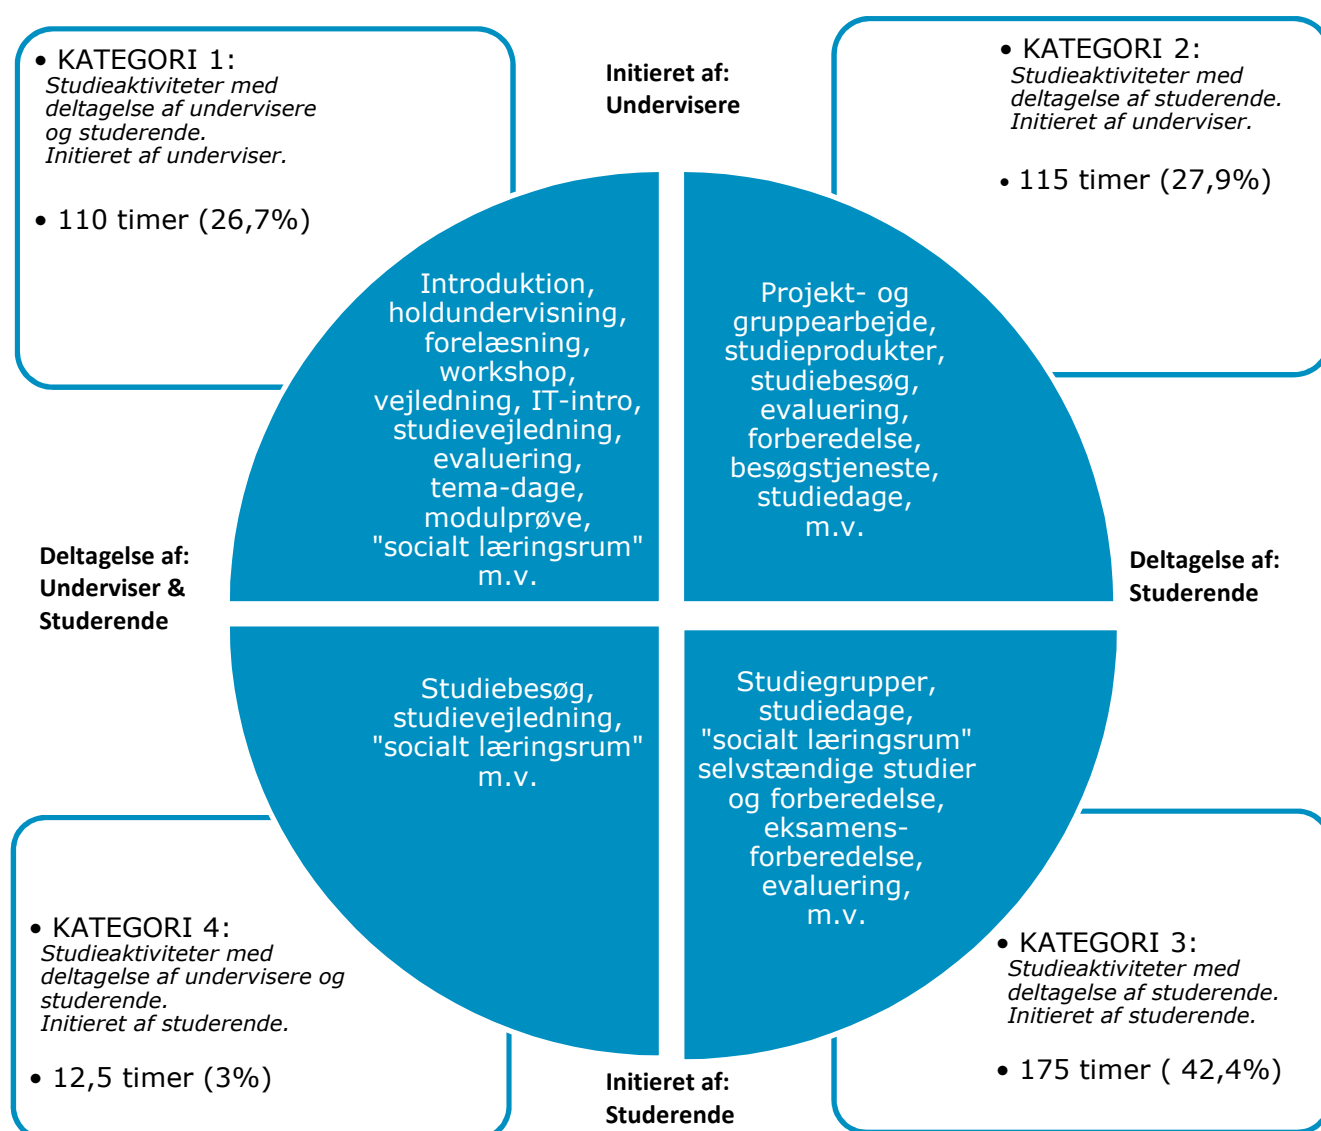 • KATEGORI 1:
Studieaktiviteter med
deltagelse af undervisere
og studerende.
Initieret af underviser.
• 110 timer (26,7%)
Initieret af:
Undervisere
• KATEGORI 2:
Studieaktiviteter med
deltagelse af studerende.
Initieret af underviser.
• 115 timer (27,9%)
Introduktion,
holdundervisning,
forelæsning,
workshop,
vejledning, IT-intro,
studievejledning,
evaluering,
tema-dage,
modulprøve,
"socialt læringsrum"
m.v.
Projekt- og
gruppearbejde,
studieprodukter,
studiebesøg,
evaluering,
forberedelse,
besøgstjeneste,
studiedage,
m.v.
Deltagelse af:
Underviser &
Studerende
Deltagelse af:
Studerende
Studiebesøg,
studievejledning,
"socialt læringsrum"
m.v.
Studiegrupper,
studiedage,
"socialt læringsrum"
selvstændige studier
og forberedelse,
eksamens-
forberedelse,
evaluering,
m.v.
• KATEGORI 4:
Studieaktiviteter med
deltagelse af undervisere og
studerende.
Initieret af studerende.
• 12,5 timer (3%)
Initieret af:
Studerende
• KATEGORI 3:
Studieaktiviteter med
deltagelse af studerende.
Initieret af studerende.
• 175 timer ( 42,4%)